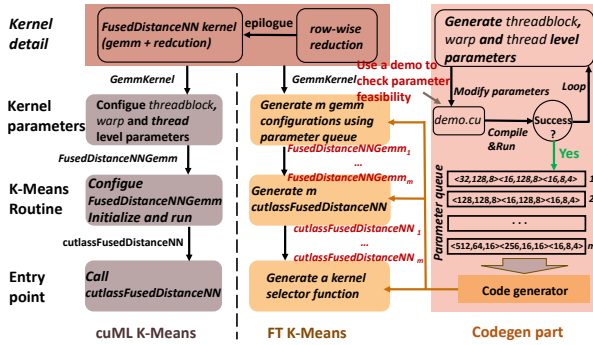 Kernel
detail
FusedDistanceNN kernel
(gemm + redcution)
epilogue
row-wise
reduction
GemmKernel
GemmKernel
Kernel
parameters
Configue threadblock,
warp and thread
level parameters
Generate m gemm
configurations using
parameter queue
FusedDistanceNNGemm
FusedDistanceNNGemm1
...
FusedDistanceNNGemmm
K-Means
Routine
Configue
FusedDistanceNNGemm
Initialize and run
Generate m
cutlassFusedDistanceNN
cutlassFusedDistanceNN
cutlassFusedDistanceNN 1
...
cutlassFusedDistanceNN m
Entry
point
Call
cutlassFusedDistanceNN
Generate a kernel
selector function
cuML K-Means
FT K-Means
Generate threadblock,
warp and thread level
parameters
Use a demo to
check parameter
feasibility
Modify parameters
Loop
demo.cu
Compile
&Run
Success
?
Yes
Parameter queue
<32,128,8><16,128,8><16,8,4>
1
<128,128,8><16,128,8><16,8,4>
2
...
<512,64,16><256,16,16><16,8,4>
m
Code generator
Codegen part